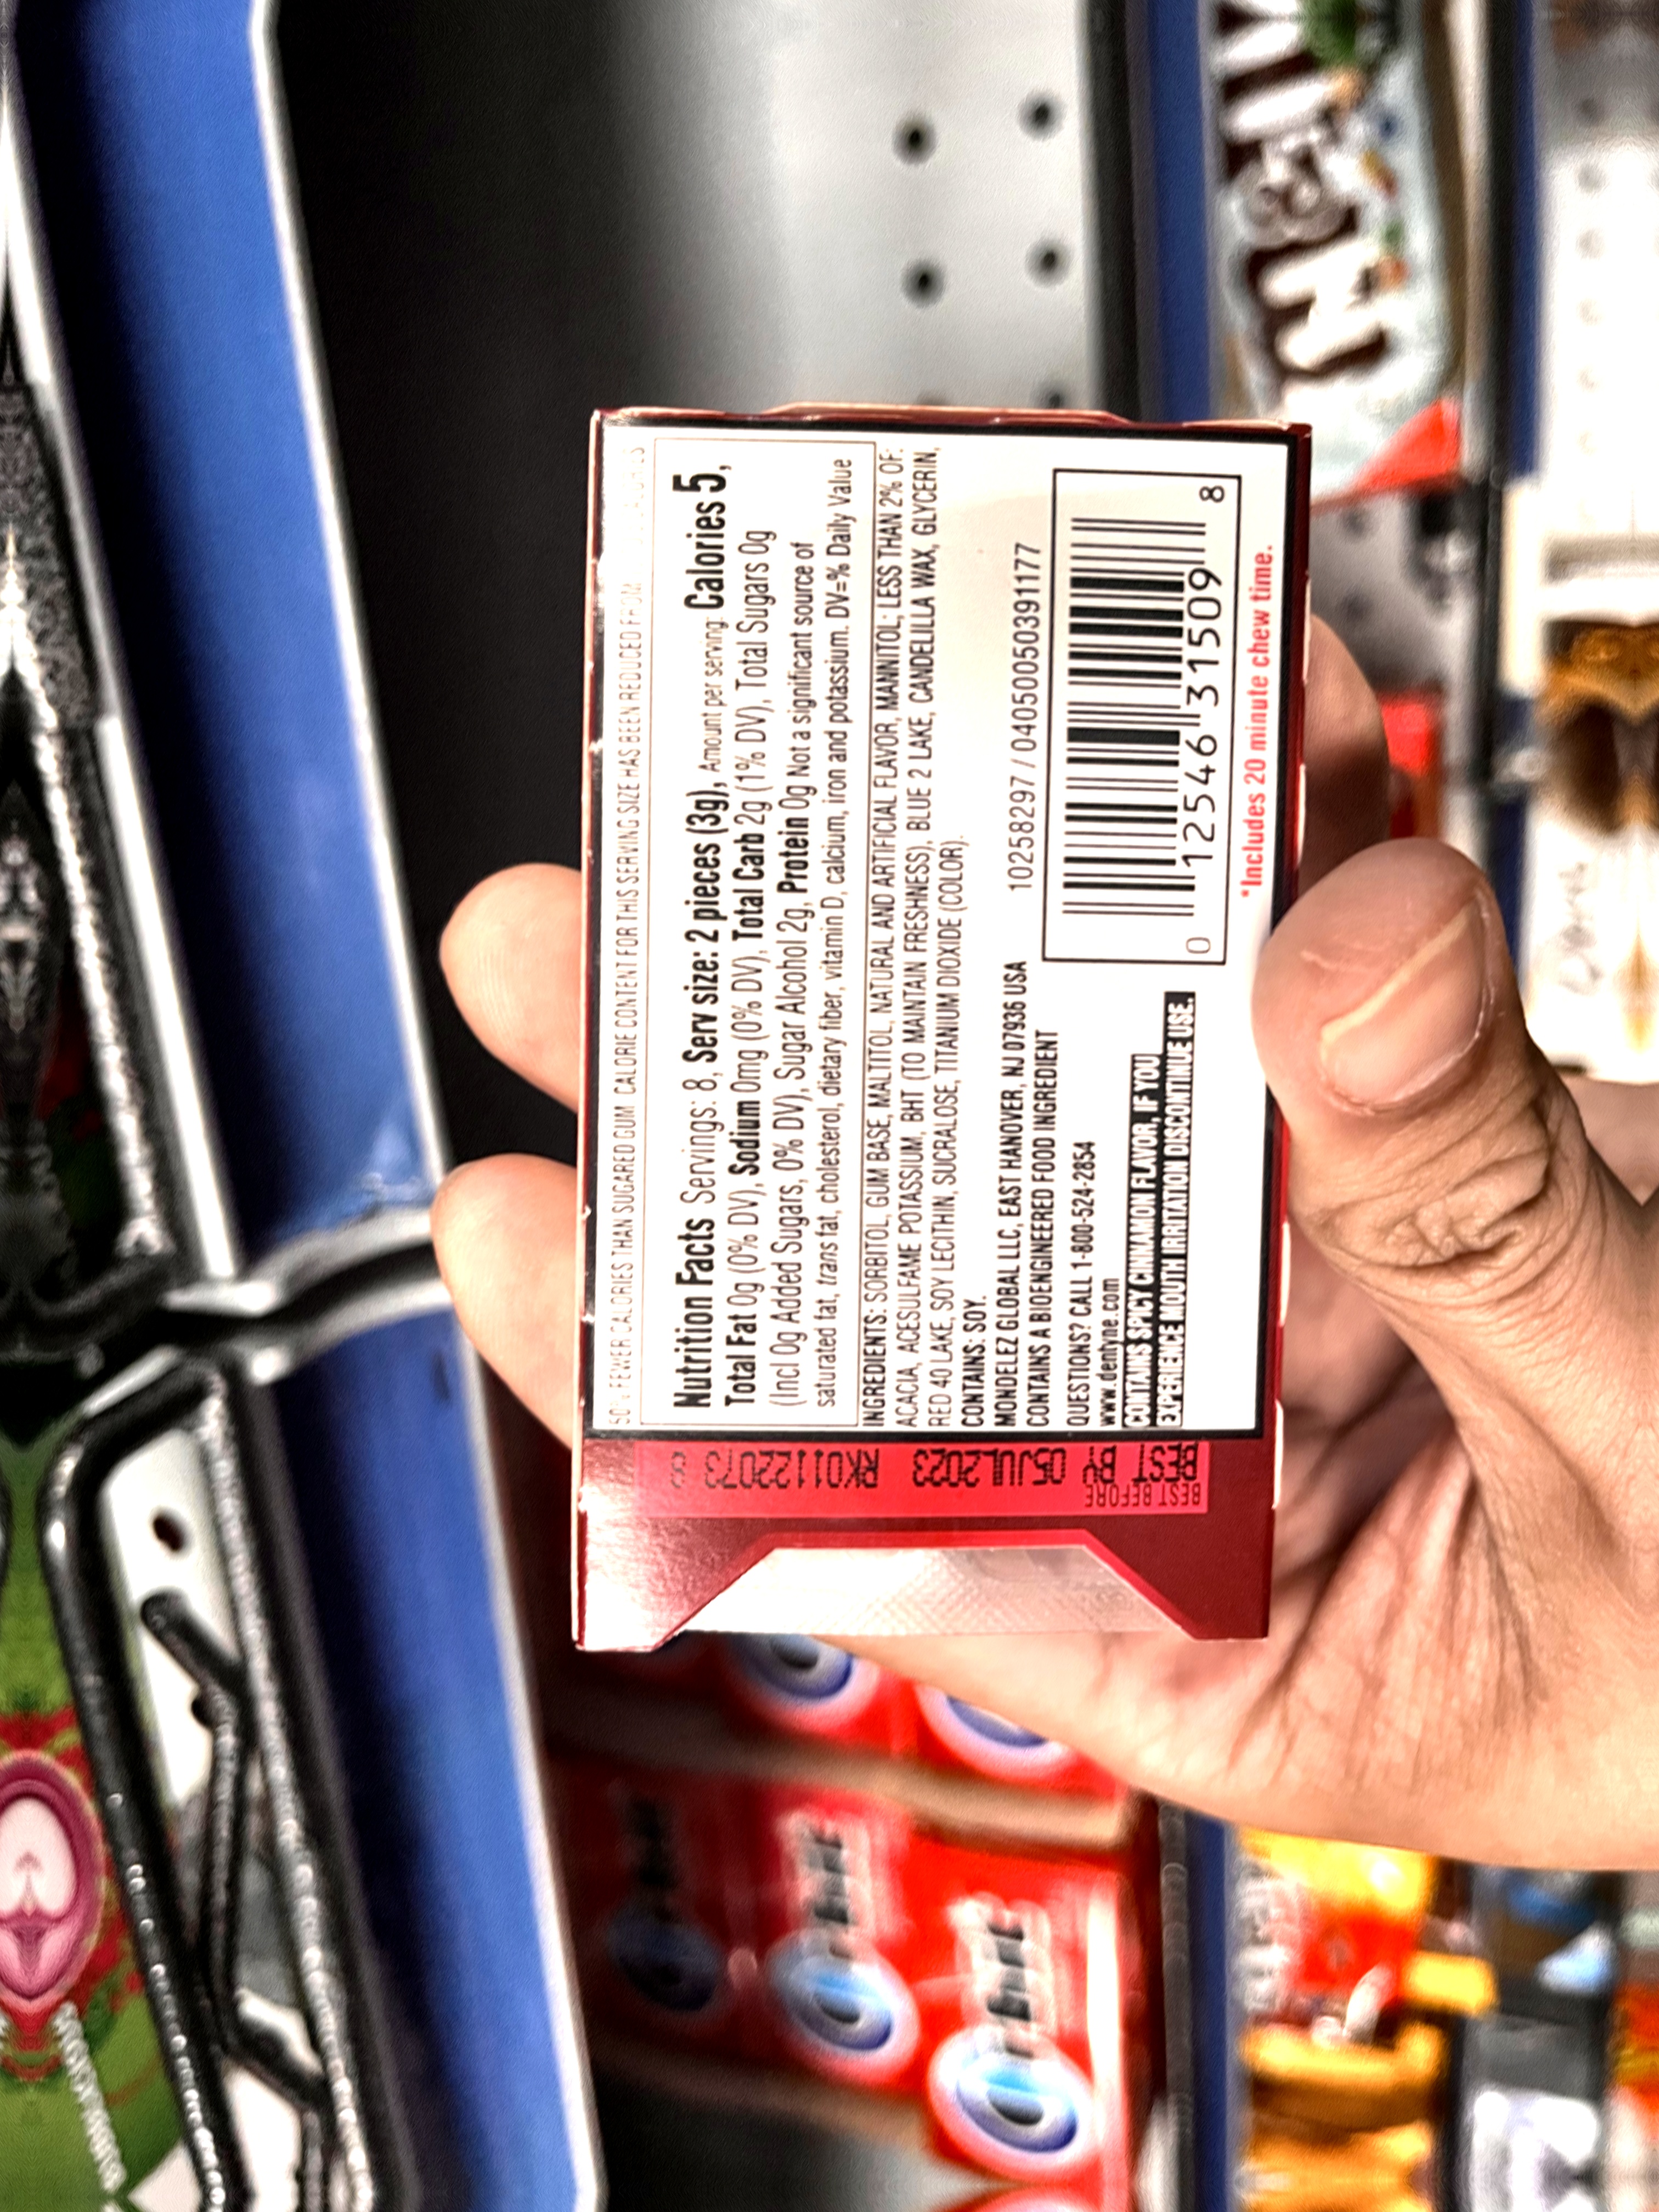 50% FEWER CALORIES THAN SUGARED GUM CALORIE CONTENT FOR THIS SERVING SIZE HAS BEEN REDUCED FROM
Nutrition Facts Servings: 8, Serv size: 2 pieces (3g), Amount per serving: Calories 5,
Total Fat 0g (0% DV), Sodium 0mg (0% DV), Total Carb 2g (1% DV), Total Sugars 0g
(Incl 0g Added Sugars, 0% DV), Sugar Alcohol 2g, Protein 0g Not a significant source of
saturated fat, trans fat, cholesterol, dietary fiber, vitamin D, calcium, iron and potassium. DV=% Daily Value
INGREDIENTS: SORBITOL, GUM BASE, MALTITOL, NATURAL AND ARTIFICIAL FLAVOR, MANNITOL; LESS THAN 2% OF:
ACACIA, ACESULFAME POTASSIUM, BHT (TO MAINTAIN FRESHNESS), BLUE 2 LAKE, CANDELILLA WAX, GLYCERIN,
RED 40 LAKE, SOY LECITHIN, SUCRALOSE, TITANIUM DIOXIDE (COLOR).
CONTAINS: SOY.
MONDELEZ GLOBAL LLC, EAST HANOVER, NJ 07936 USA
CONTAINS A BIOENGINEERED FOOD INGREDIENT
QUESTIONS? CALL 1-800-524-2854
www.dentyne.com
CONTAINS SPICY CINNAMON FLAVOR, IF YOU
EXPERIENCE MOUTH IRRITATION DISCONTINUE USE.
10258297 / 04050050391177
0 12546 31509 8
*Includes 20 minute chew time.
BEST BEFORE
BEST BY
05JUL2023
RK01122073 8
M&M
Orbit
Orbit
Orbit